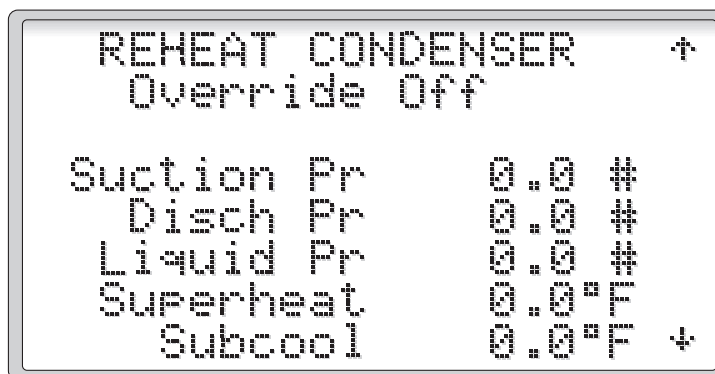 REHEAT CONDENSER ↑
Override Off
Suction Pr 0.0 #
Disch Pr 0.0 #
Liquid Pr 0.0 #
Superheat 0.0°F
Subcool 0.0°F ↓